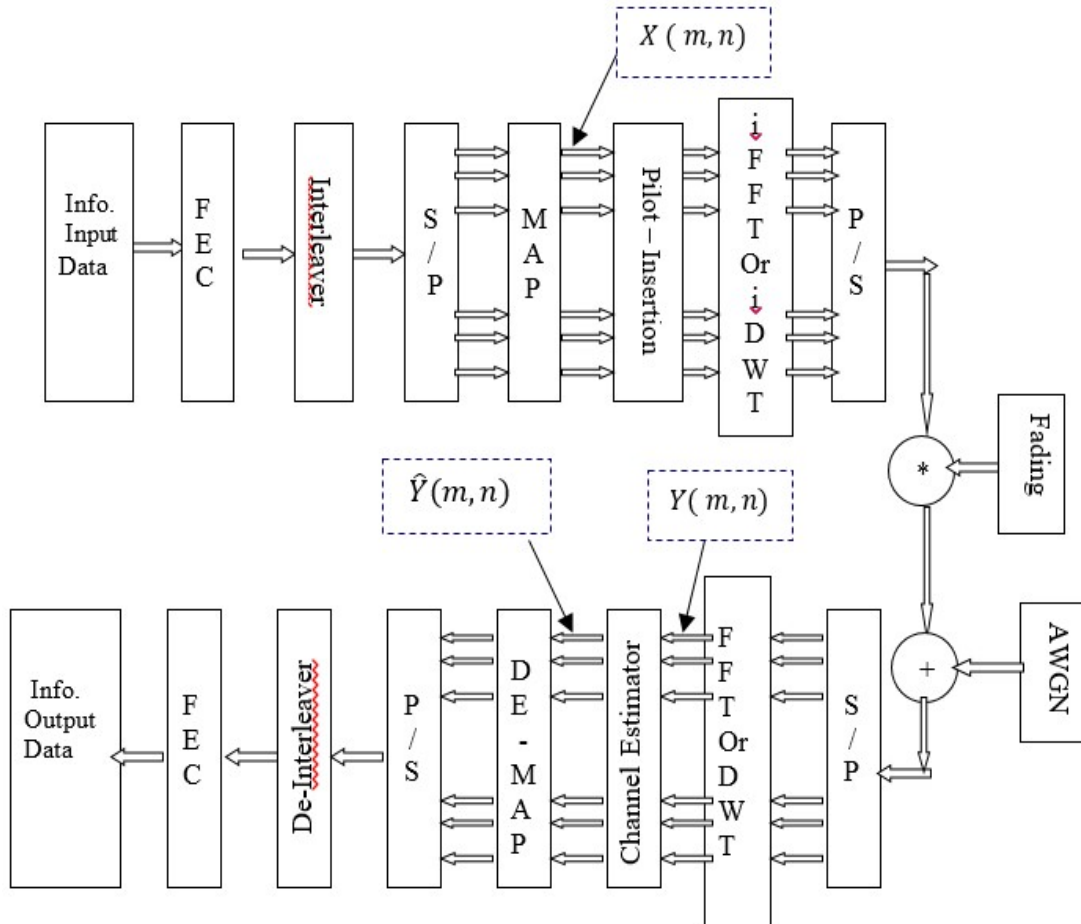 X ( m, n)
Info.
Input
Data
F
E
C
Interleaver
S
/
P
M
A
P
Pilot – Insertion
i
F
F
T
Or
i
D
W
T
P
/
S
Fading
*
AWGN
+
Ŷ(m, n)
Y( m, n)
Info.
Output
Data
F
E
C
De-Interleaver
P
/
S
D
E
-
M
A
P
Channel Estimator
F
F
T
Or
D
W
T
S
/
P